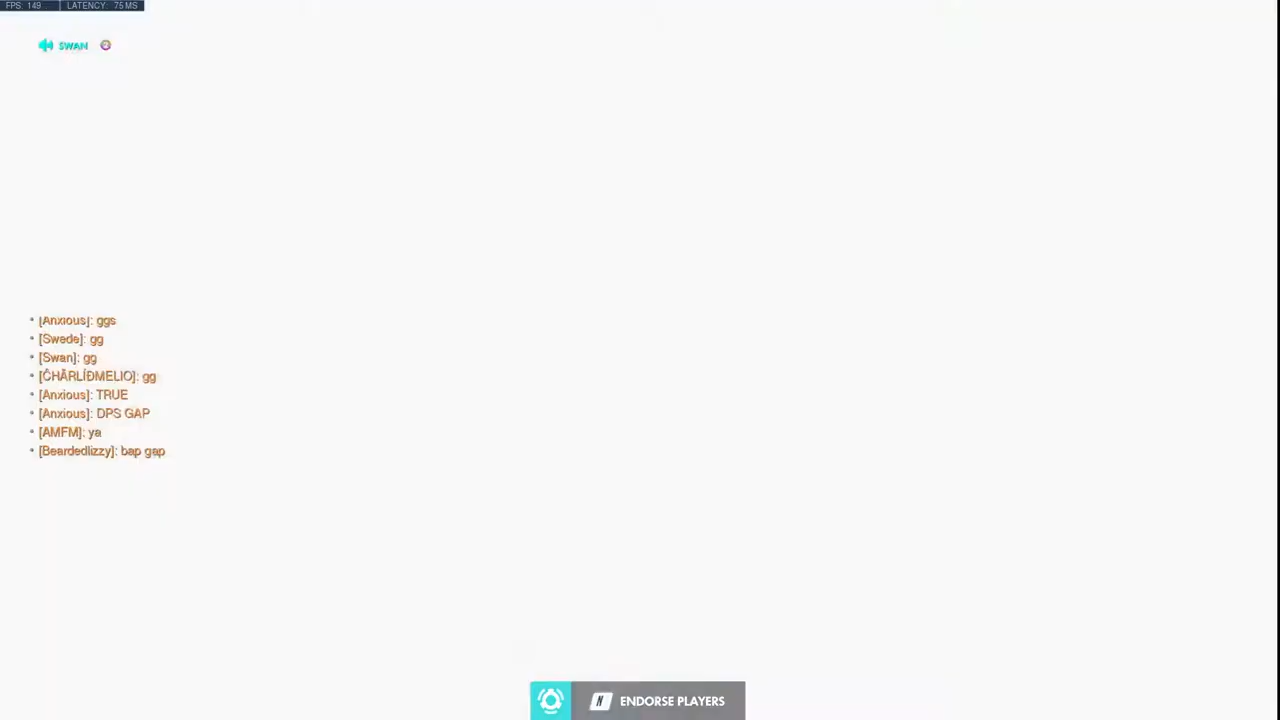 FPS: 149 LATENCY: 75 MS
SWAN
• [Anxious]: ggs
• [Swede]: gg
• [Swan]: gg
• [ĈHĀRLÍĐMELIO]: gg
• [Anxious]: TRUE
• [Anxious]: DPS GAP
• [AMFM]: ya
• [Beardedlizzy]: bap gap
N ENDORSE PLAYERS